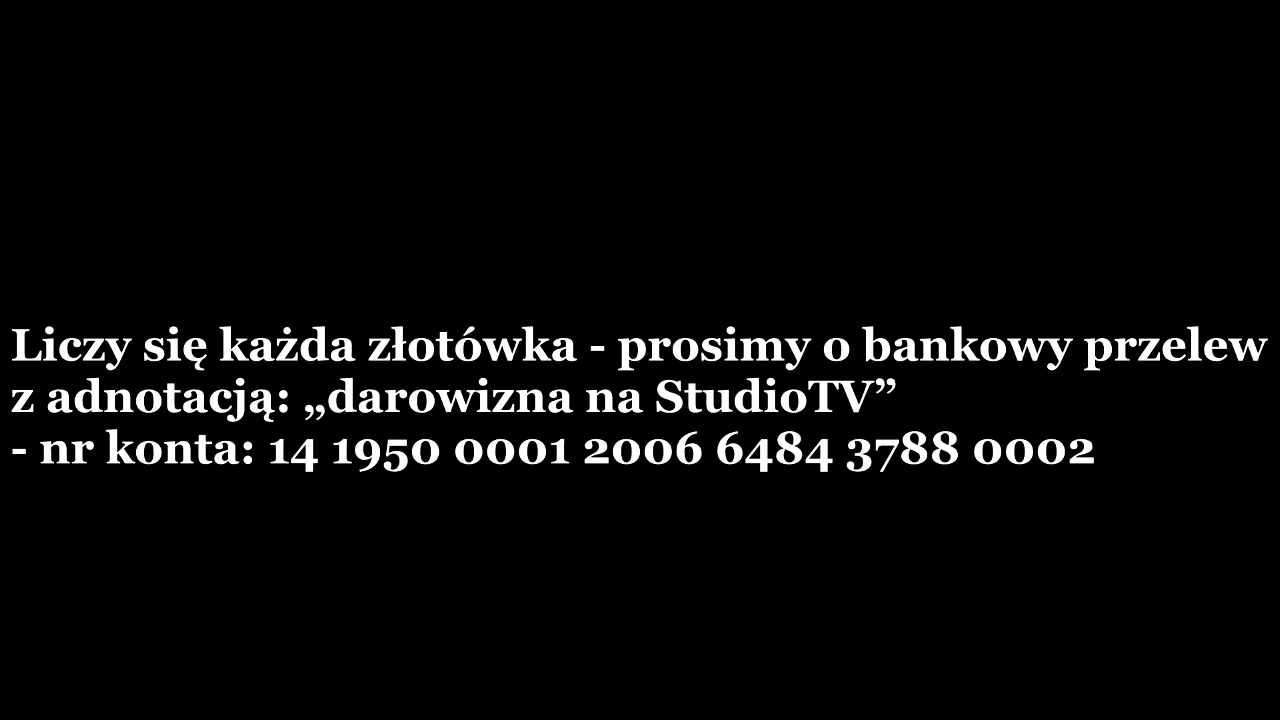 Liczy się każda złotówka - prosimy o bankowy przelew
z adnotacją: „darowizna na StudioTV”
- nr konta: 14 1950 0001 2006 6484 3788 0002